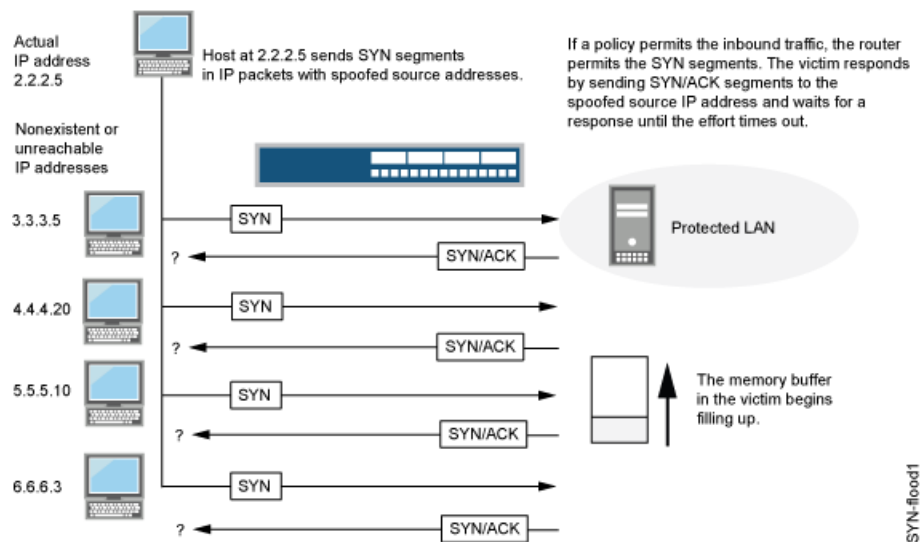 Actual
IP address
2.2.2.5
Host at 2.2.2.5 sends SYN segments
in IP packets with spoofed source addresses.
If a policy permits the inbound traffic, the router
permits the SYN segments. The victim responds
by sending SYN/ACK segments to the
spoofed source IP address and waits for a
response until the effort times out.
Nonexistent or
unreachable
IP addresses
3.3.3.5
SYN
Protected LAN
?
SYN/ACK
4.4.4.20
SYN
?
SYN/ACK
5.5.5.10
SYN
The memory buffer
in the victim begins
filling up.
?
SYN/ACK
6.6.6.3
SYN
?
SYN/ACK
SYN-flood1